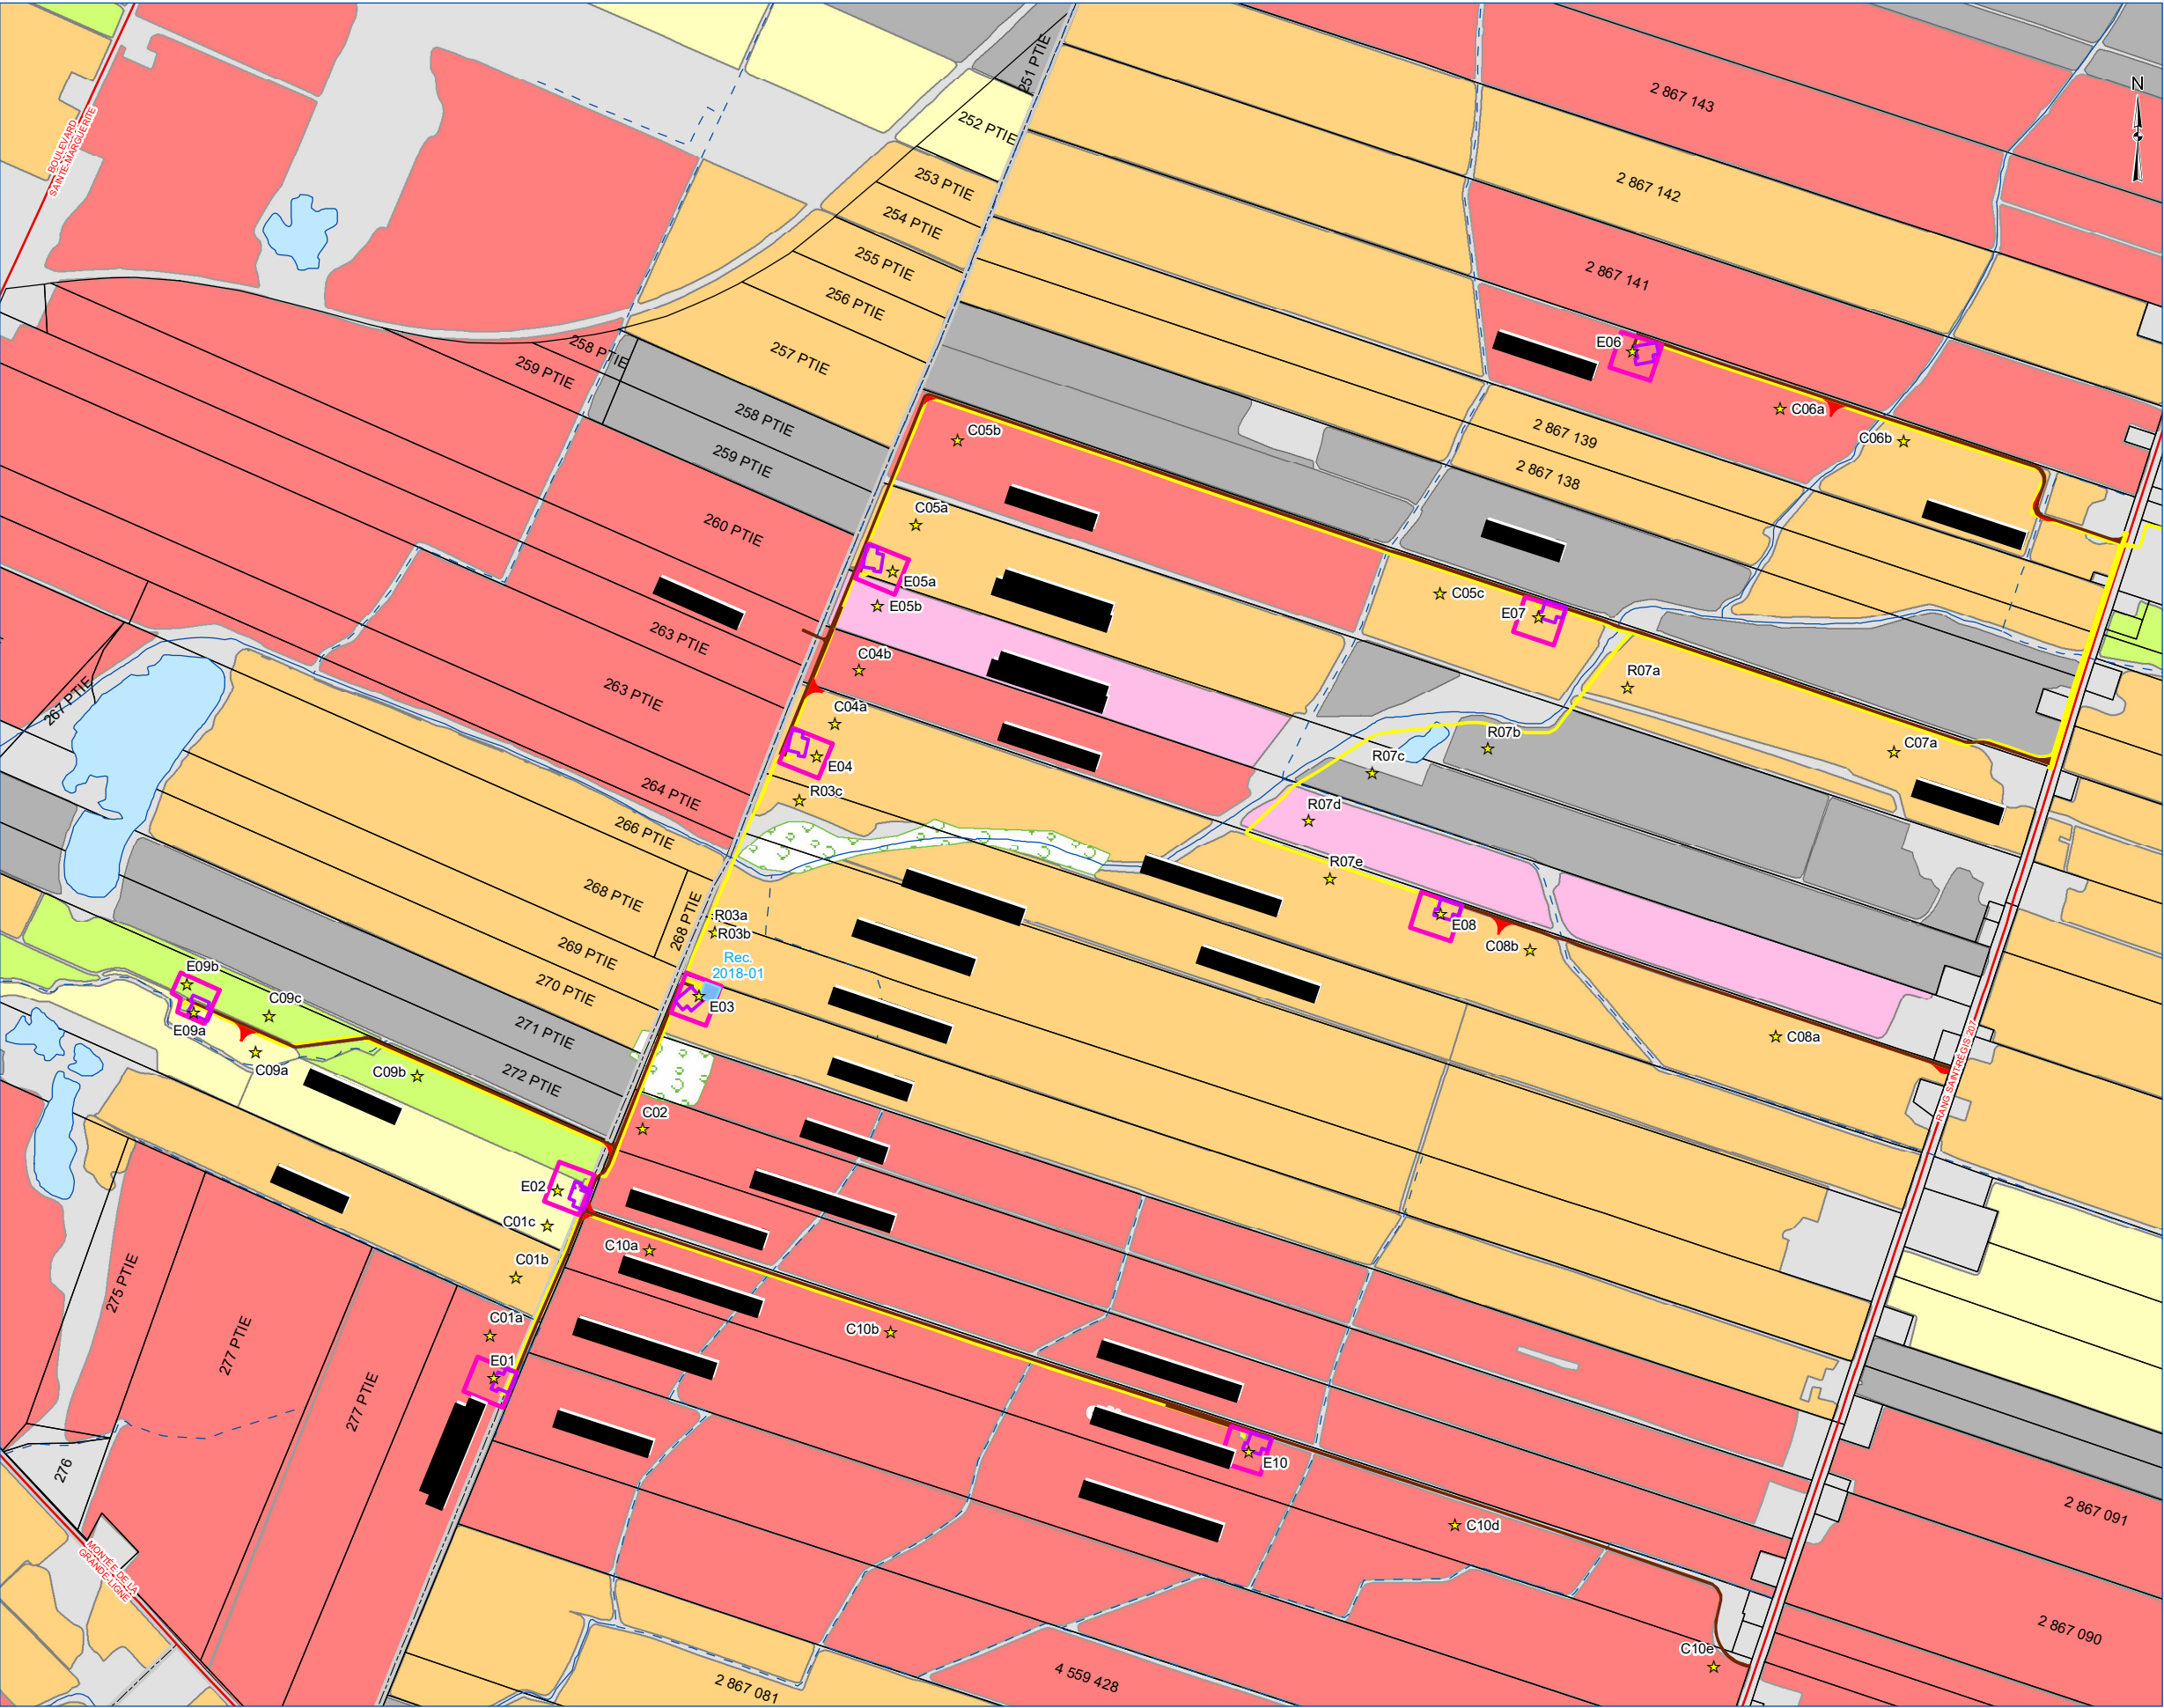 251 PTIE
N
2 867 143
BOULEVARD
SAINTE-MARGUERITE
252 PTIE
253 PTIE
2 867 142
254 PTIE
255 PTIE
2 867 141
256 PTIE
258 PTIE
E06
257 PTIE
259 PTIE
C06a
258 PTIE
C05b
2 867 139
C06b
259 PTIE
2 867 138
C05a
260 PTIE
E05a
C05c
E05b
E07
263 PTIE
C04b
R07a
263 PTIE
267 PTIE
C04a
R07b
C07a
E04
R07c
264 PTIE
R03c
R07d
266 PTIE
R07e
268 PTIE
268 PTIE
R03a
R03b
E08
C08b
269 PTIE
Rec.
2018-01
E09b
270 PTIE
C09c
E03
E09a
271 PTIE
C08a
C09a
C09b
272 PTIE
RANG SAINT-RÉGIS 207
C02
E02
C01c
C10a
C01b
275 PTIE
C01a
C10b
277 PTIE
E01
277 PTIE
E10
276
2 867 091
C10d
MONTÉE DE LA
GRANDE-LIGNE
2 867 090
C10e
4 559 428
2 867 081